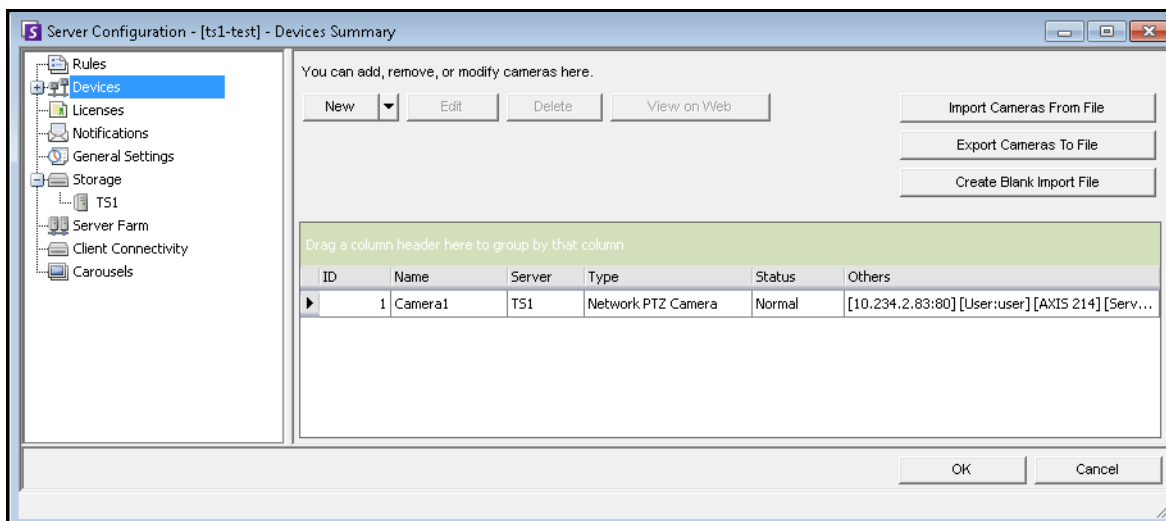 Server Configuration - [ts1-test] - Devices Summary
Rules
Devices
Licenses
Notifications
General Settings
Storage
TS1
Server Farm
Client Connectivity
Carousels
You can add, remove, or modify cameras here.
New Edit Delete View on Web
Import Cameras From File
Export Cameras To File
Create Blank Import File
Drag a column header here to group by that column
ID Name Server Type Status Others
1 Camera1 TS1 Network PTZ Camera Normal [10.234.2.83:80] [User:user] [AXIS 214] [Serv...
OK Cancel